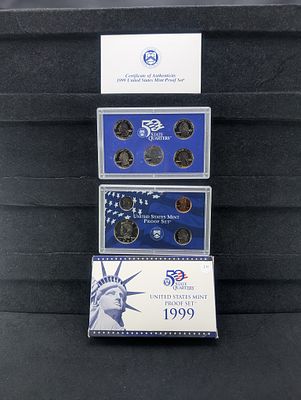 Certificate of Authenticity
1999 United States Mint Proof Set
50
STATE
QUARTERS
UNITED STATES MINT
PROOF SET
50
STATE
QUARTERS
UNITED STATES MINT
PROOF SET
1999